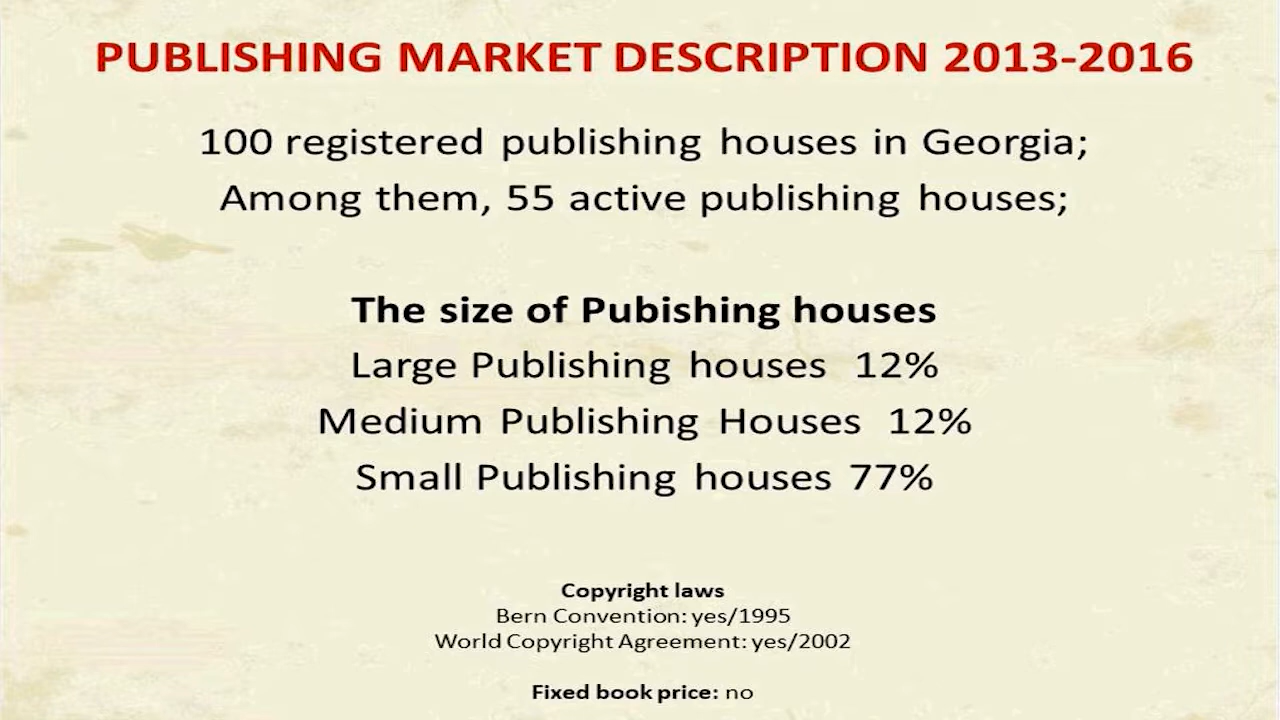 PUBLISHING MARKET DESCRIPTION 2013-2016
100 registered publishing houses in Georgia;
Among them, 55 active publishing houses;
The size of Pubishing houses
Large Publishing houses 12%
Medium Publishing Houses 12%
Small Publishing houses 77%
Copyright laws
Bern Convention: yes/1995
World Copyright Agreement: yes/2002
Fixed book price: no